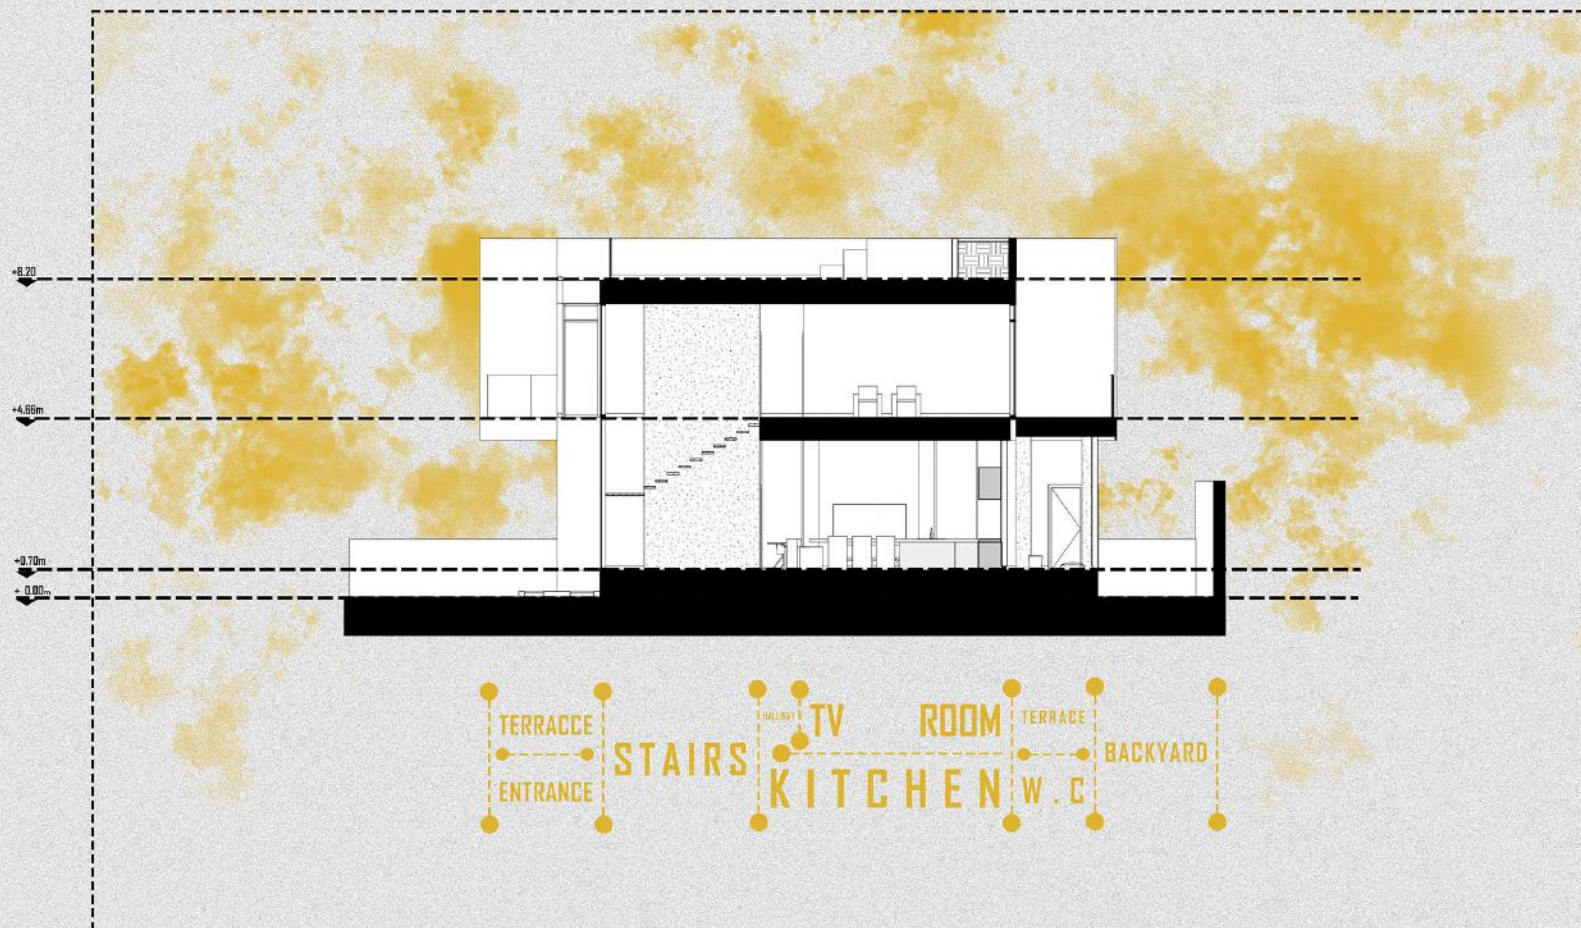 +8.20
+4.66m
+0.70m
+ 0.00m
TERRACCE
ENTRANCE
STAIRS
HALLWAY
TV ROOM
KITCHEN
TERRACE
W.C
BACKYARD